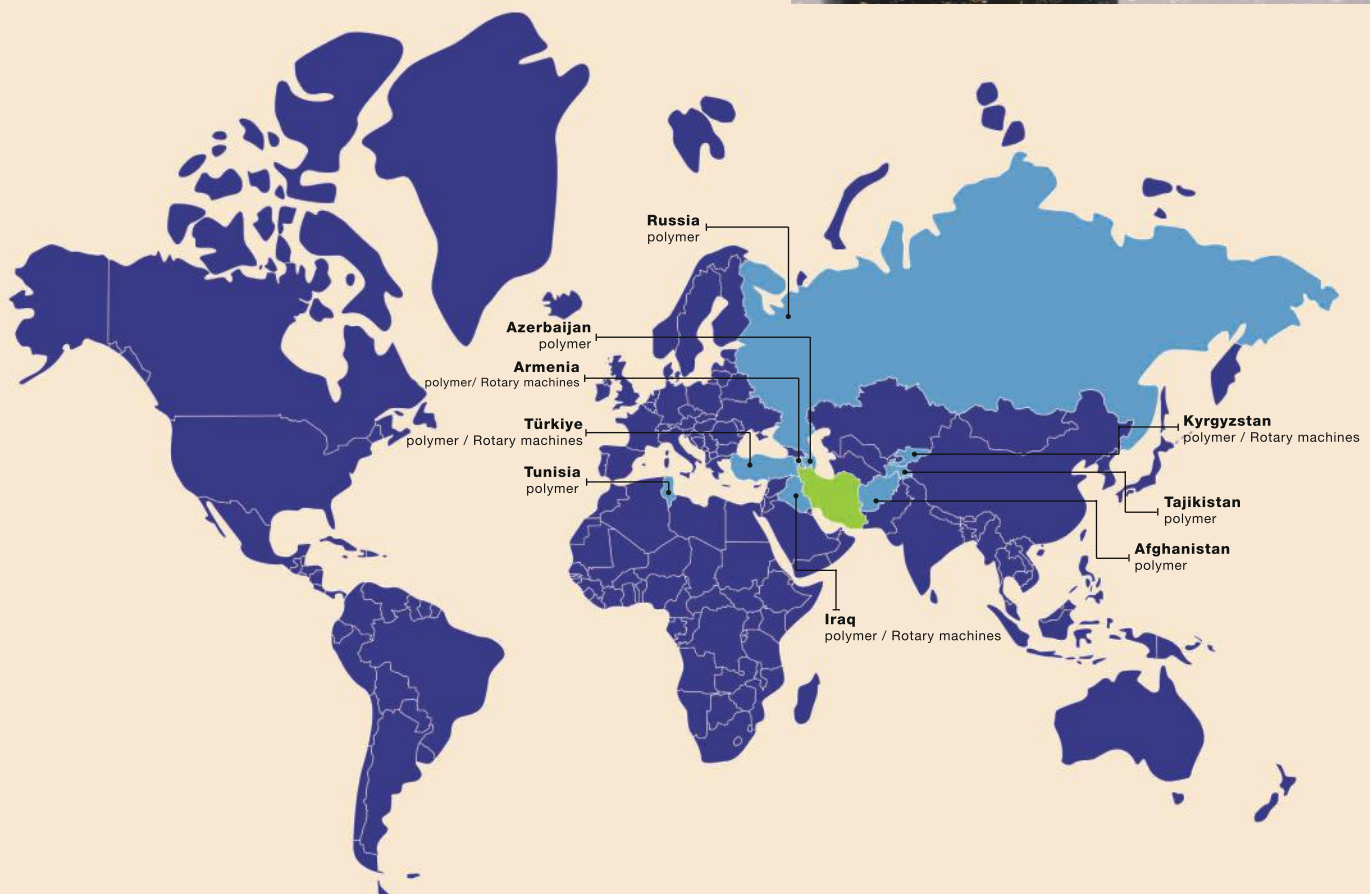 Russia
polymer
Azerbaijan
polymer
Armenia
polymer/ Rotary machines
Türkiye
polymer / Rotary machines
Tunisia
polymer
Kyrgyzstan
polymer / Rotary machines
Tajikistan
polymer
Afghanistan
polymer
Iraq
polymer / Rotary machines